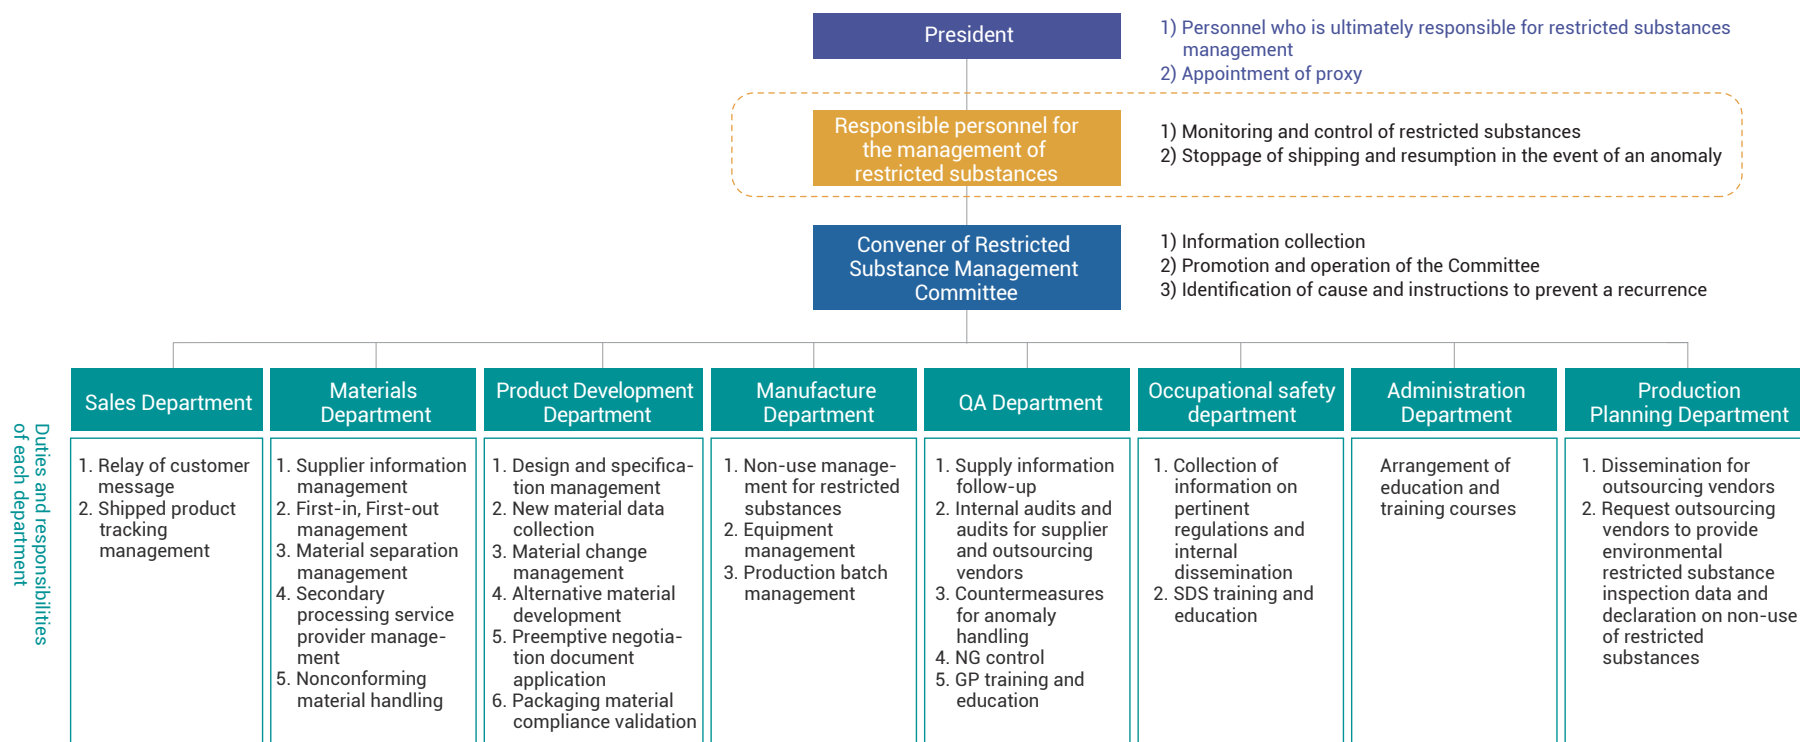 President
1) Personnel who is ultimately responsible for restricted substances
management
2) Appointment of proxy
Responsible personnel for
the management of
restricted substances
1) Monitoring and control of restricted substances
2) Stoppage of shipping and resumption in the event of an anomaly
Convener of Restricted
Substance Management
Committee
1) Information collection
2) Promotion and operation of the Committee
3) Identification of cause and instructions to prevent a recurrence
Duties and responsibilities
of each department
Sales Department
1. Relay of customer
message
2. Shipped product
tracking
management
Materials
Department
1. Supplier information
management
2. First-in, First-out
management
3. Material separation
management
4. Secondary
processing service
provider manage-
ment
5. Nonconforming
material handling
Product Development
Department
1. Design and specifica-
tion management
2. New material data
collection
3. Material change
management
4. Alternative material
development
5. Preemptive negotia-
tion document
application
6. Packaging material
compliance validation
Manufacture
Department
1. Non-use manage-
ment for restricted
substances
2. Equipment
management
3. Production batch
management
QA Department
1. Supply information
follow-up
2. Internal audits and
audits for supplier
and outsourcing
vendors
3. Countermeasures
for anomaly
handling
4. NG control
5. GP training and
education
Occupational safety
department
1. Collection of
information on
pertinent
regulations and
internal
dissemination
2. SDS training and
education
Administration
Department
Arrangement of
education and
training courses
Production
Planning Department
1. Dissemination for
outsourcing vendors
2. Request outsourcing
vendors to provide
environmental
restricted substance
inspection data and
declaration on non-use
of restricted
substances